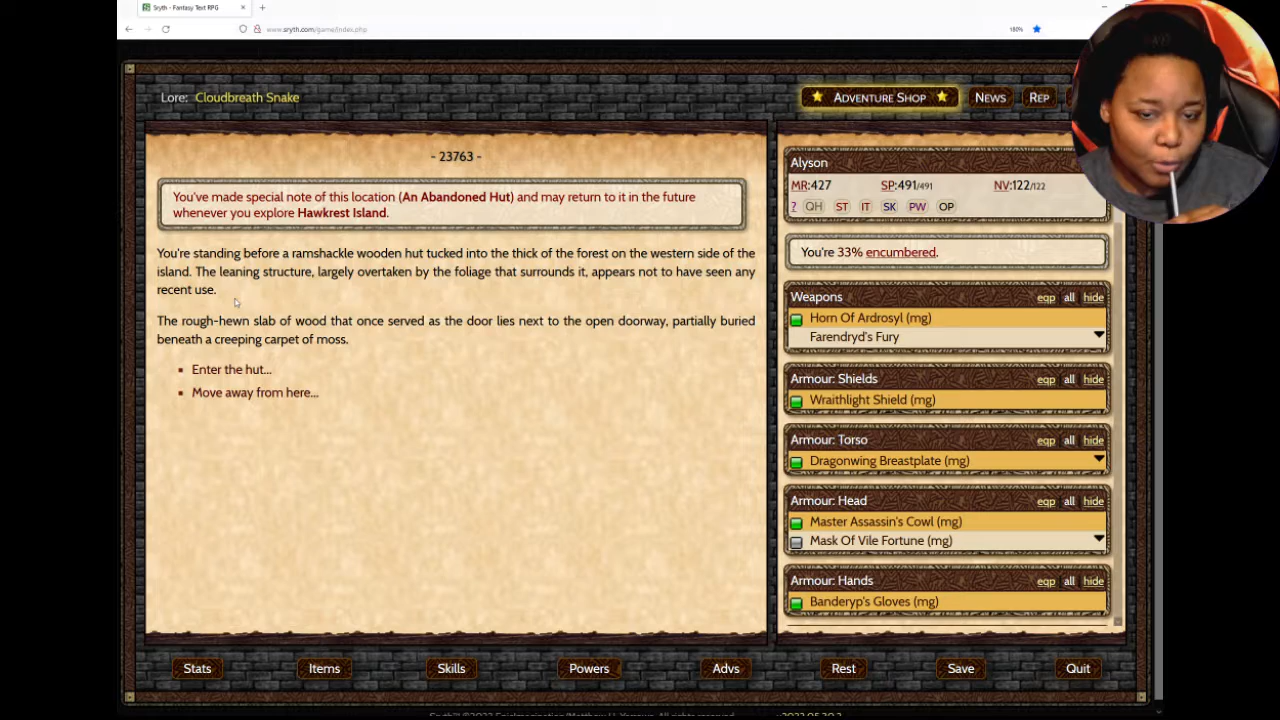 Sryth - Fantasy Text RPG
www.sryth.com/game/index.php
180%
Lore: Cloudbreath Snake
ADVENTURE SHOP
NEWS
REP
- 23763 -
You've made special note of this location (An Abandoned Hut) and may return to it in the future
whenever you explore Hawkrest Island.
You're standing before a ramshackle wooden hut tucked into the thick of the forest on the western side of the
island. The leaning structure, largely overtaken by the foliage that surrounds it, appears not to have seen any
recent use.
The rough-hewn slab of wood that once served as the door lies next to the open doorway, partially buried
beneath a creeping carpet of moss.
Enter the hut...
Move away from here...
Alyson
MR:427 SP:491/491 NV:122/122
? QH ST IT SK PW OP
You're 33% encumbered.
Weapons eqp all hide
Horn Of Ardrosyl (mg)
Farendryd's Fury
Armour: Shields eqp all hide
Wraithlight Shield (mg)
Armour: Torso eqp all hide
Dragonwing Breastplate (mg)
Armour: Head eqp all hide
Master Assassin's Cowl (mg)
Mask Of Vile Fortune (mg)
Armour: Hands eqp all hide
Banderyp's Gloves (mg)
Stats Items Skills Powers Advs Rest Save Quit